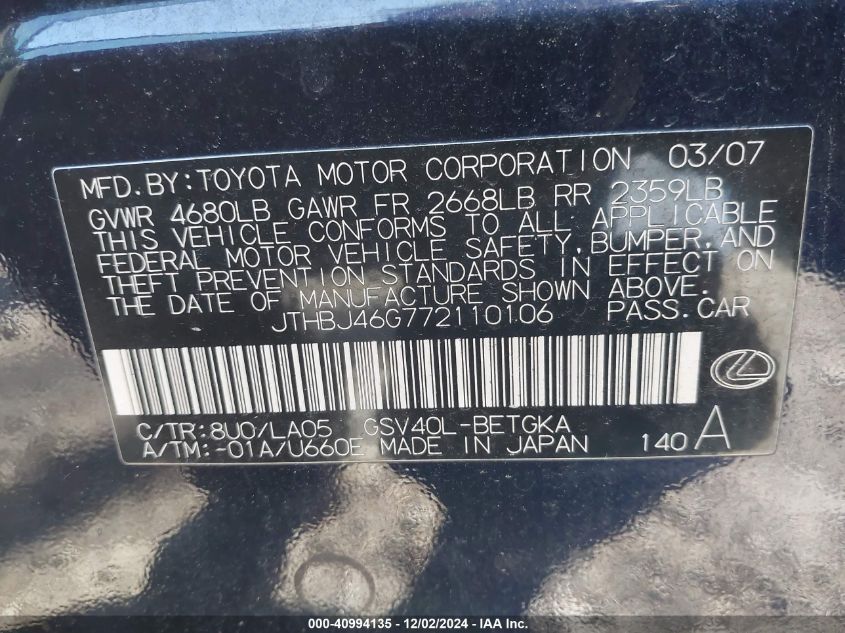 MFD.BY:TOYOTA MOTOR CORPORATION 03/07
GVWR 4680LB GAWR FR 2668LB RR 2359LB
THIS VEHICLE CONFORMS TO ALL APPLICABLE
FEDERAL MOTOR VEHICLE SAFETY, BUMPER, AND
THEFT PREVENTION STANDARDS IN EFFECT ON
THE DATE OF MANUFACTURE SHOWN ABOVE.
JTHBJ46G772110106 PASS.CAR
C/TR:8U0/LA05 GSV40L-BETGKA
A/TM:-01A/U660E MADE IN JAPAN 140A
000-40994135 - 12/02/2024 - IAA Inc.